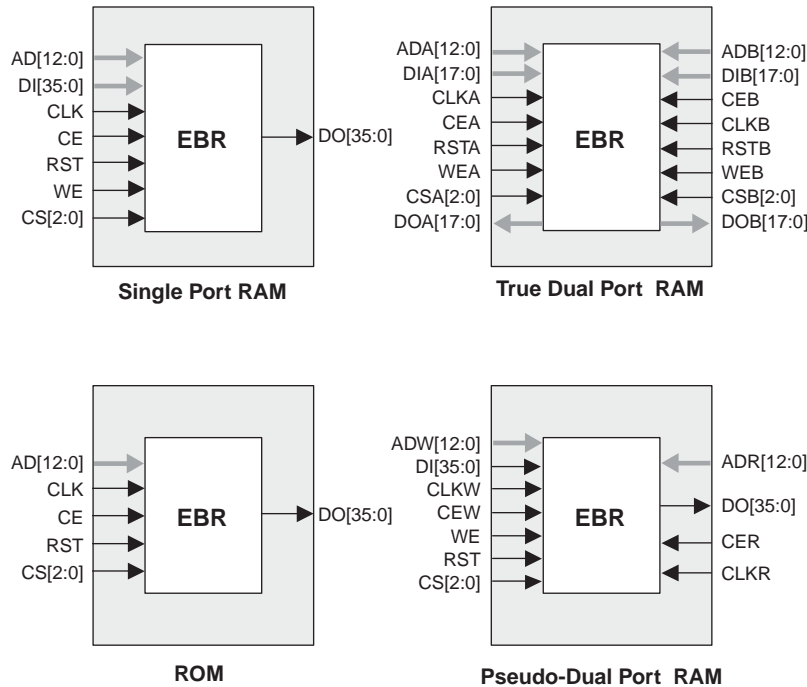 AD[12:0]
DI[35:0]
CLK
CE
RST
WE
CS[2:0]
EBR
DO[35:0]
Single Port RAM
ADA[12:0]
DIA[17:0]
CLKA
CEA
RSTA
WEA
CSA[2:0]
DOA[17:0]
EBR
ADB[12:0]
DIB[17:0]
CEB
CLKB
RSTB
WEB
CSB[2:0]
DOB[17:0]
True Dual Port RAM
AD[12:0]
CLK
CE
RST
CS[2:0]
EBR
DO[35:0]
ROM
ADW[12:0]
DI[35:0]
CLKW
CEW
WE
RST
CS[2:0]
EBR
ADR[12:0]
DO[35:0]
CER
CLKR
Pseudo-Dual Port RAM